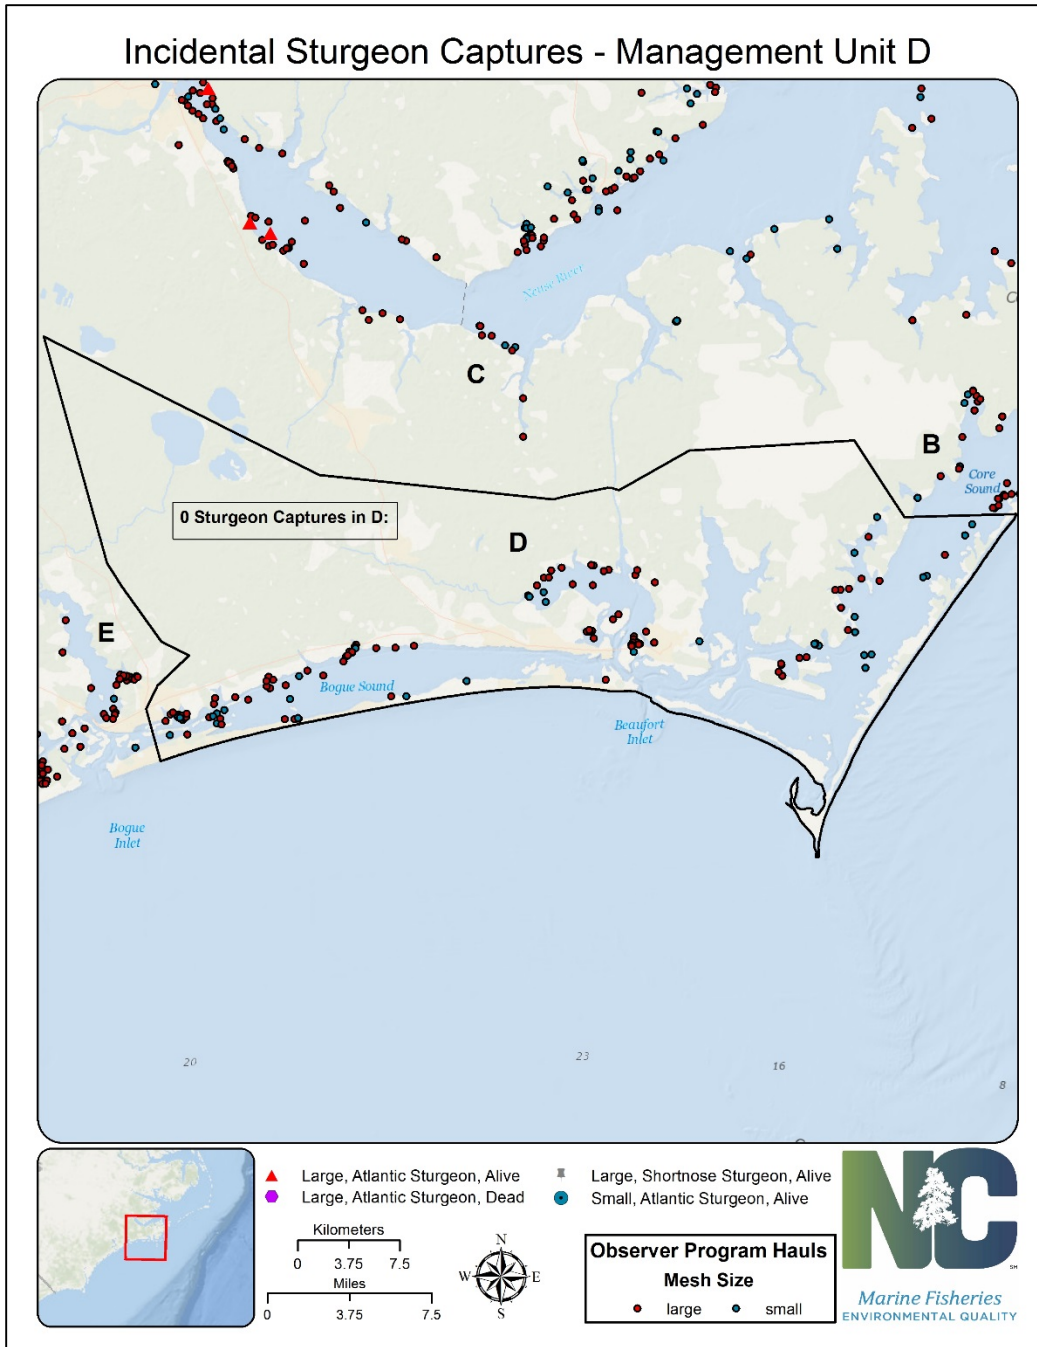 Incidental Sturgeon Captures - Management Unit D
Neuse River
C
B
Core
Sound
0 Sturgeon Captures in D:
D
E
Bogue Sound
Beaufort
Inlet
Bogue
Inlet
20
23
16
8
Large, Atlantic Sturgeon, Alive
Large, Atlantic Sturgeon, Dead
Large, Shortnose Sturgeon, Alive
Small, Atlantic Sturgeon, Alive
Kilometers
0 3.75 7.5
Miles
0 3.75 7.5
N
W E
S
Observer Program Hauls
Mesh Size
large small
NC
SM
Marine Fisheries
ENVIRONMENTAL QUALITY